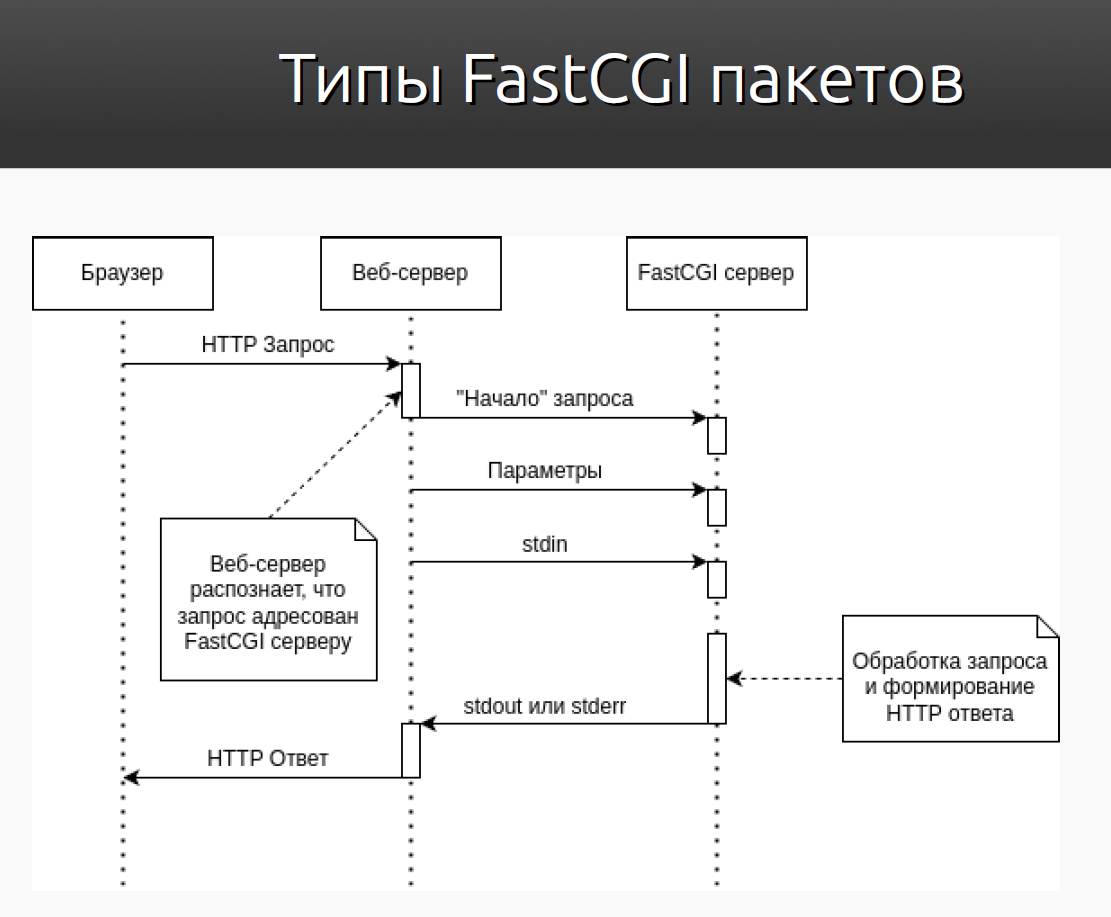 Типы FastCGI пакетов
Браузер
Веб-сервер
FastCGI сервер
HTTP Запрос
"Начало" запроса
Параметры
stdin
Веб-сервер
распознает, что
запрос адресован
FastCGI серверу
Обработка запроса
и формирование
HTTP ответа
stdout или stderr
HTTP Ответ